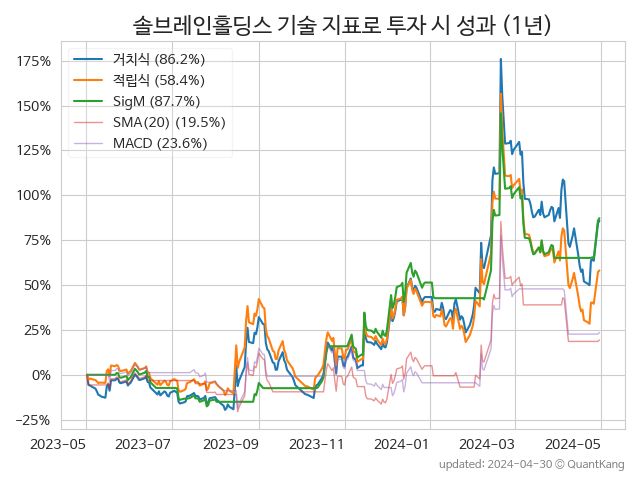 솔브레인홀딩스 기술 지표로 투자 시 성과 (1년)
거치식 (86.2%)
적립식 (58.4%)
SigM (87.7%)
SMA(20) (19.5%)
MACD (23.6%)
175%
150%
125%
100%
75%
50%
25%
0%
−25%
2023-05 2023-07 2023-09 2023-11 2024-01 2024-03 2024-05
updated: 2024-04-30 © QuantKang